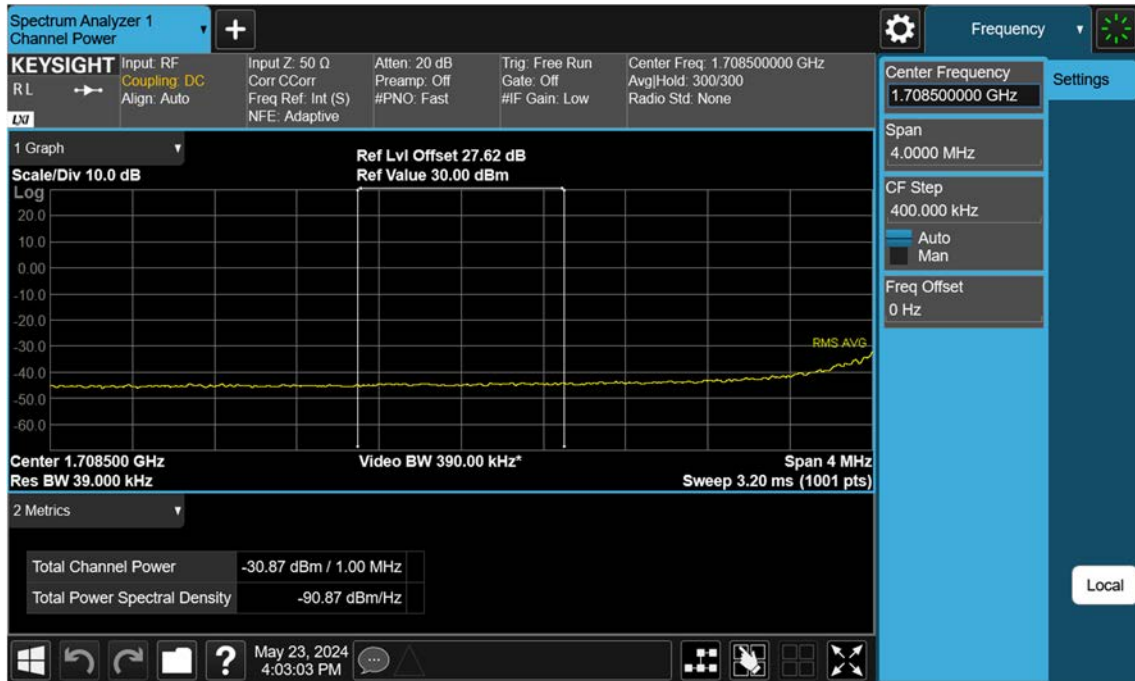 Spectrum Analyzer 1
Channel Power
Frequency
KEYSIGHT
R L
LXI
Input: RF
Coupling: DC
Align: Auto
Input Z: 50 Ω
Corr CCorr
Freq Ref: Int (S)
NFE: Adaptive
Atten: 20 dB
Preamp: Off
#PNO: Fast
Trig: Free Run
Gate: Off
#IF Gain: Low
Center Freq: 1.708500000 GHz
Avg|Hold: 300/300
Radio Std: None
Center Frequency
1.708500000 GHz
Settings
Span
4.0000 MHz
CF Step
400.000 kHz
Auto
Man
Freq Offset
0 Hz
1 Graph
Scale/Div 10.0 dB
Ref Lvl Offset 27.62 dB
Ref Value 30.00 dBm
Log
20.0
10.0
0.00
-10.0
-20.0
-30.0
RMS AVG
-40.0
-50.0
-60.0
Center 1.708500 GHz
Video BW 390.00 kHz*
Span 4 MHz
Res BW 39.000 kHz
Sweep 3.20 ms (1001 pts)
2 Metrics
Total Channel Power -30.87 dBm / 1.00 MHz
Total Power Spectral Density -90.87 dBm/Hz
Local
?
May 23, 2024
4:03:03 PM